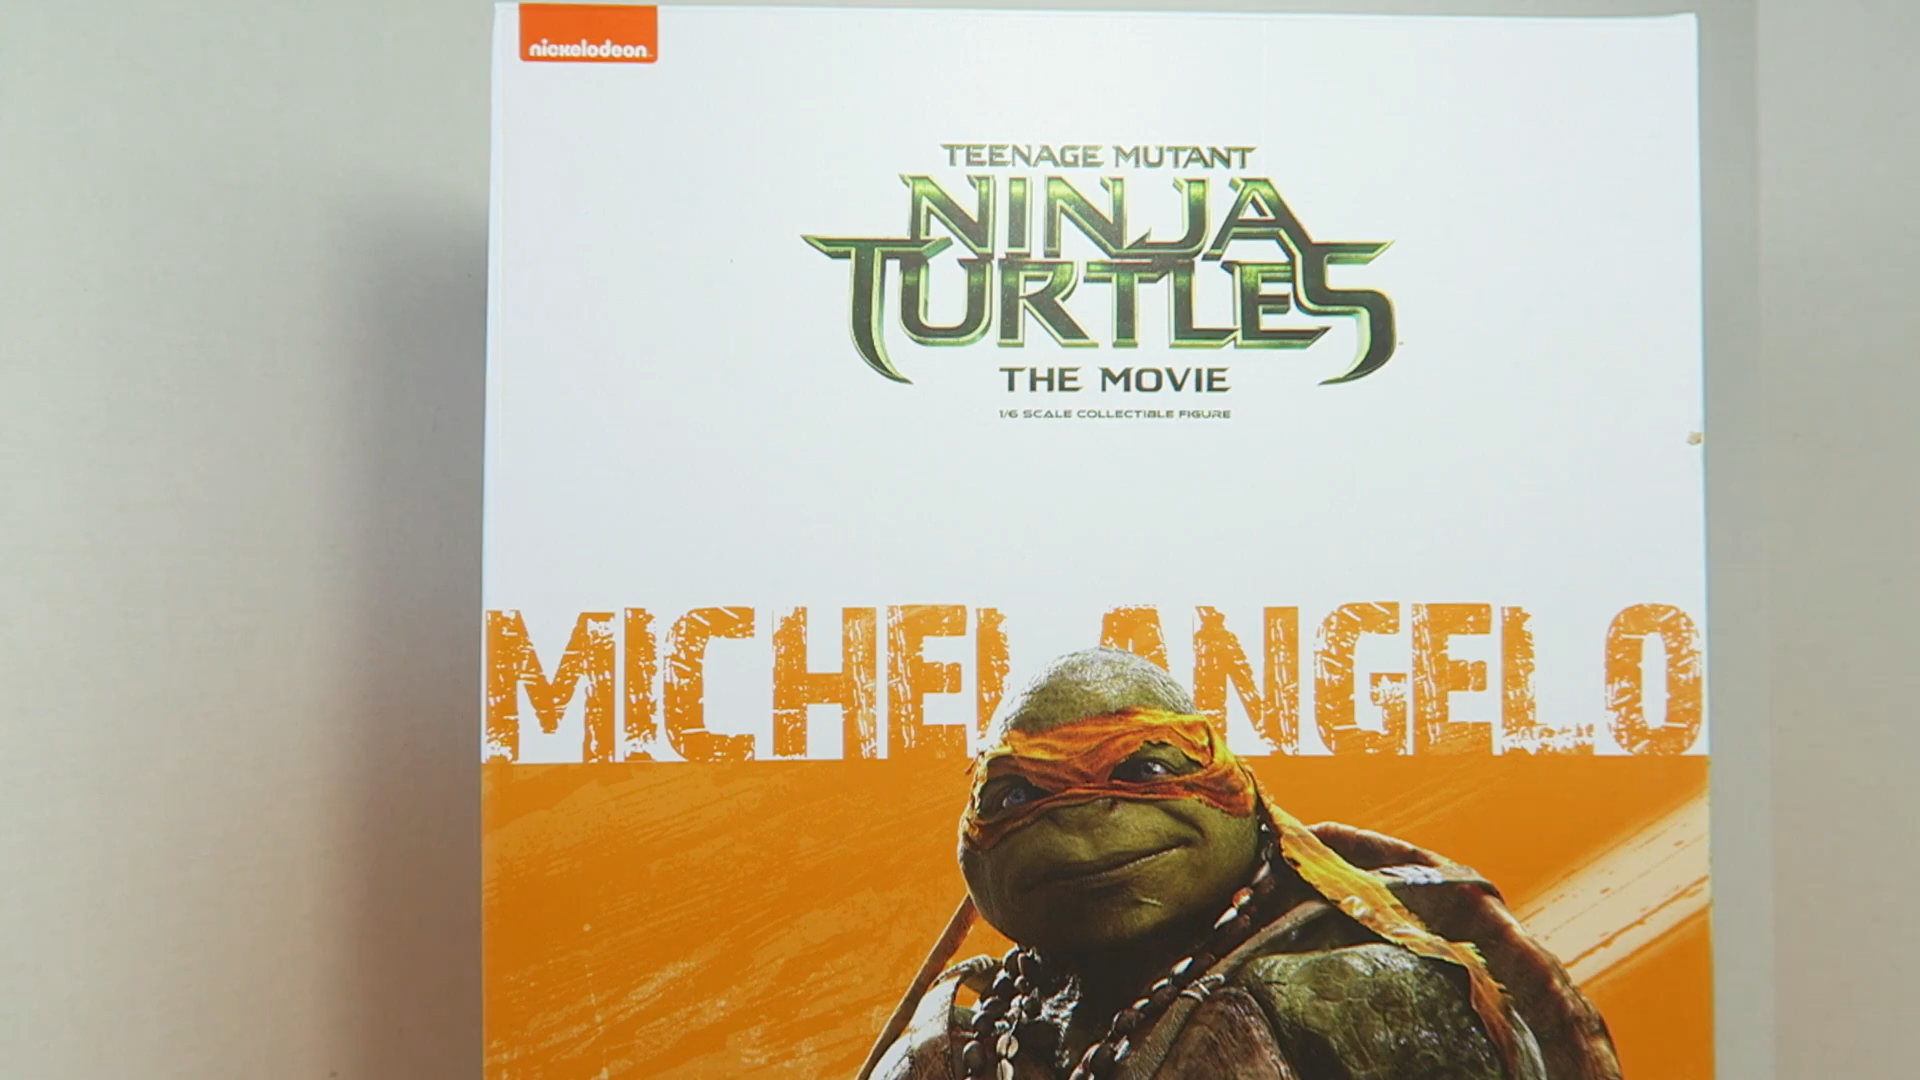 nickelodeon
TEENAGE MUTANT
NINJA
TURTLES
THE MOVIE
1/6 SCALE COLLECTIBLE FIGURE
MICHELANGELO